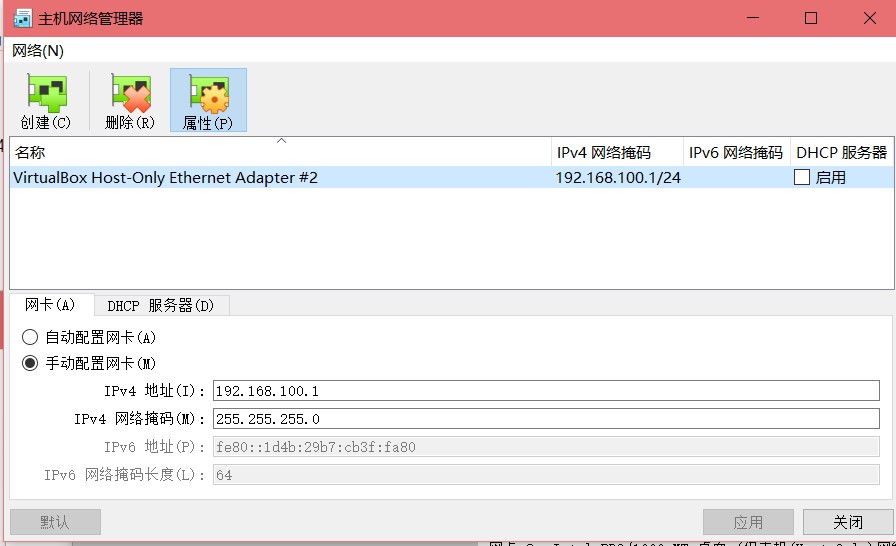 主机网络管理器
网络(N)
创建(C) 删除(R) 属性(P)
名称 IPv4 网络掩码 IPv6 网络掩码 DHCP 服务器
VirtualBox Host-Only Ethernet Adapter #2 192.168.100.1/24 启用
网卡(A) DHCP 服务器(D)
自动配置网卡(A)
手动配置网卡(M)
IPv4 地址(I): 192.168.100.1
IPv4 网络掩码(M): 255.255.255.0
IPv6 地址(P): fe80::1d4b:29b7:cb3f:fa80
IPv6 网络掩码长度(L): 64
默认 应用 关闭